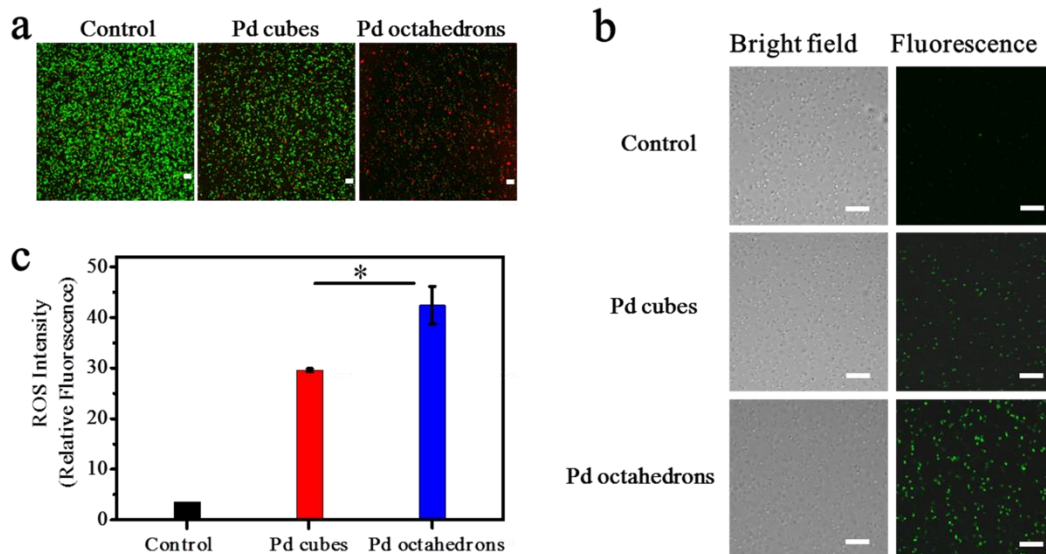 a
Control Pd cubes Pd octahedrons
b
Bright field Fluorescence
Control
Pd cubes
Pd octahedrons
c
ROS Intensity
(Relative Fluorescence)
50
40
30
20
10
0
*
Control Pd cubes Pd octahedrons